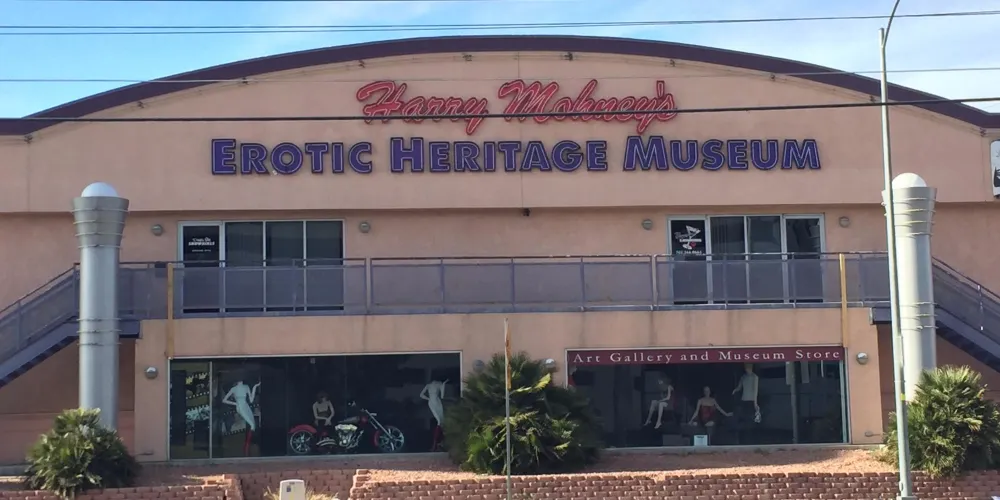 Harry Mohney's
EROTIC HERITAGE MUSEUM
Art Gallery and Museum Store